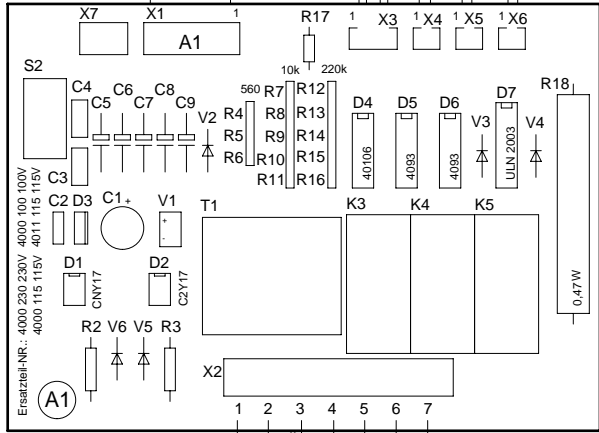 X7 X1 1 R17 1 X3 1 X4 1 X5 1 X6
A1
S2
C4 C5 C6 C7 C8 C9 V2
560 10k 220k
R4 R5 R6
R7 R8 R9 R10 R11
R12 R13 R14 R15 R16
D4 D5 D6 V3 D7 V4 R18
40106 4093 4093 ULN 2003
C3
C2 D3 C1 + V1 + -
T1 K3 K4 K5
D1 CNY17 D2 C2Y17
0,47W
R2 V6 V5 R3
X2
1 2 3 4 5 6 7
A1
Ersatzteil-NR.: 4000 230 230V 4000 100 100V
4000 115 115V 4011 115 115V